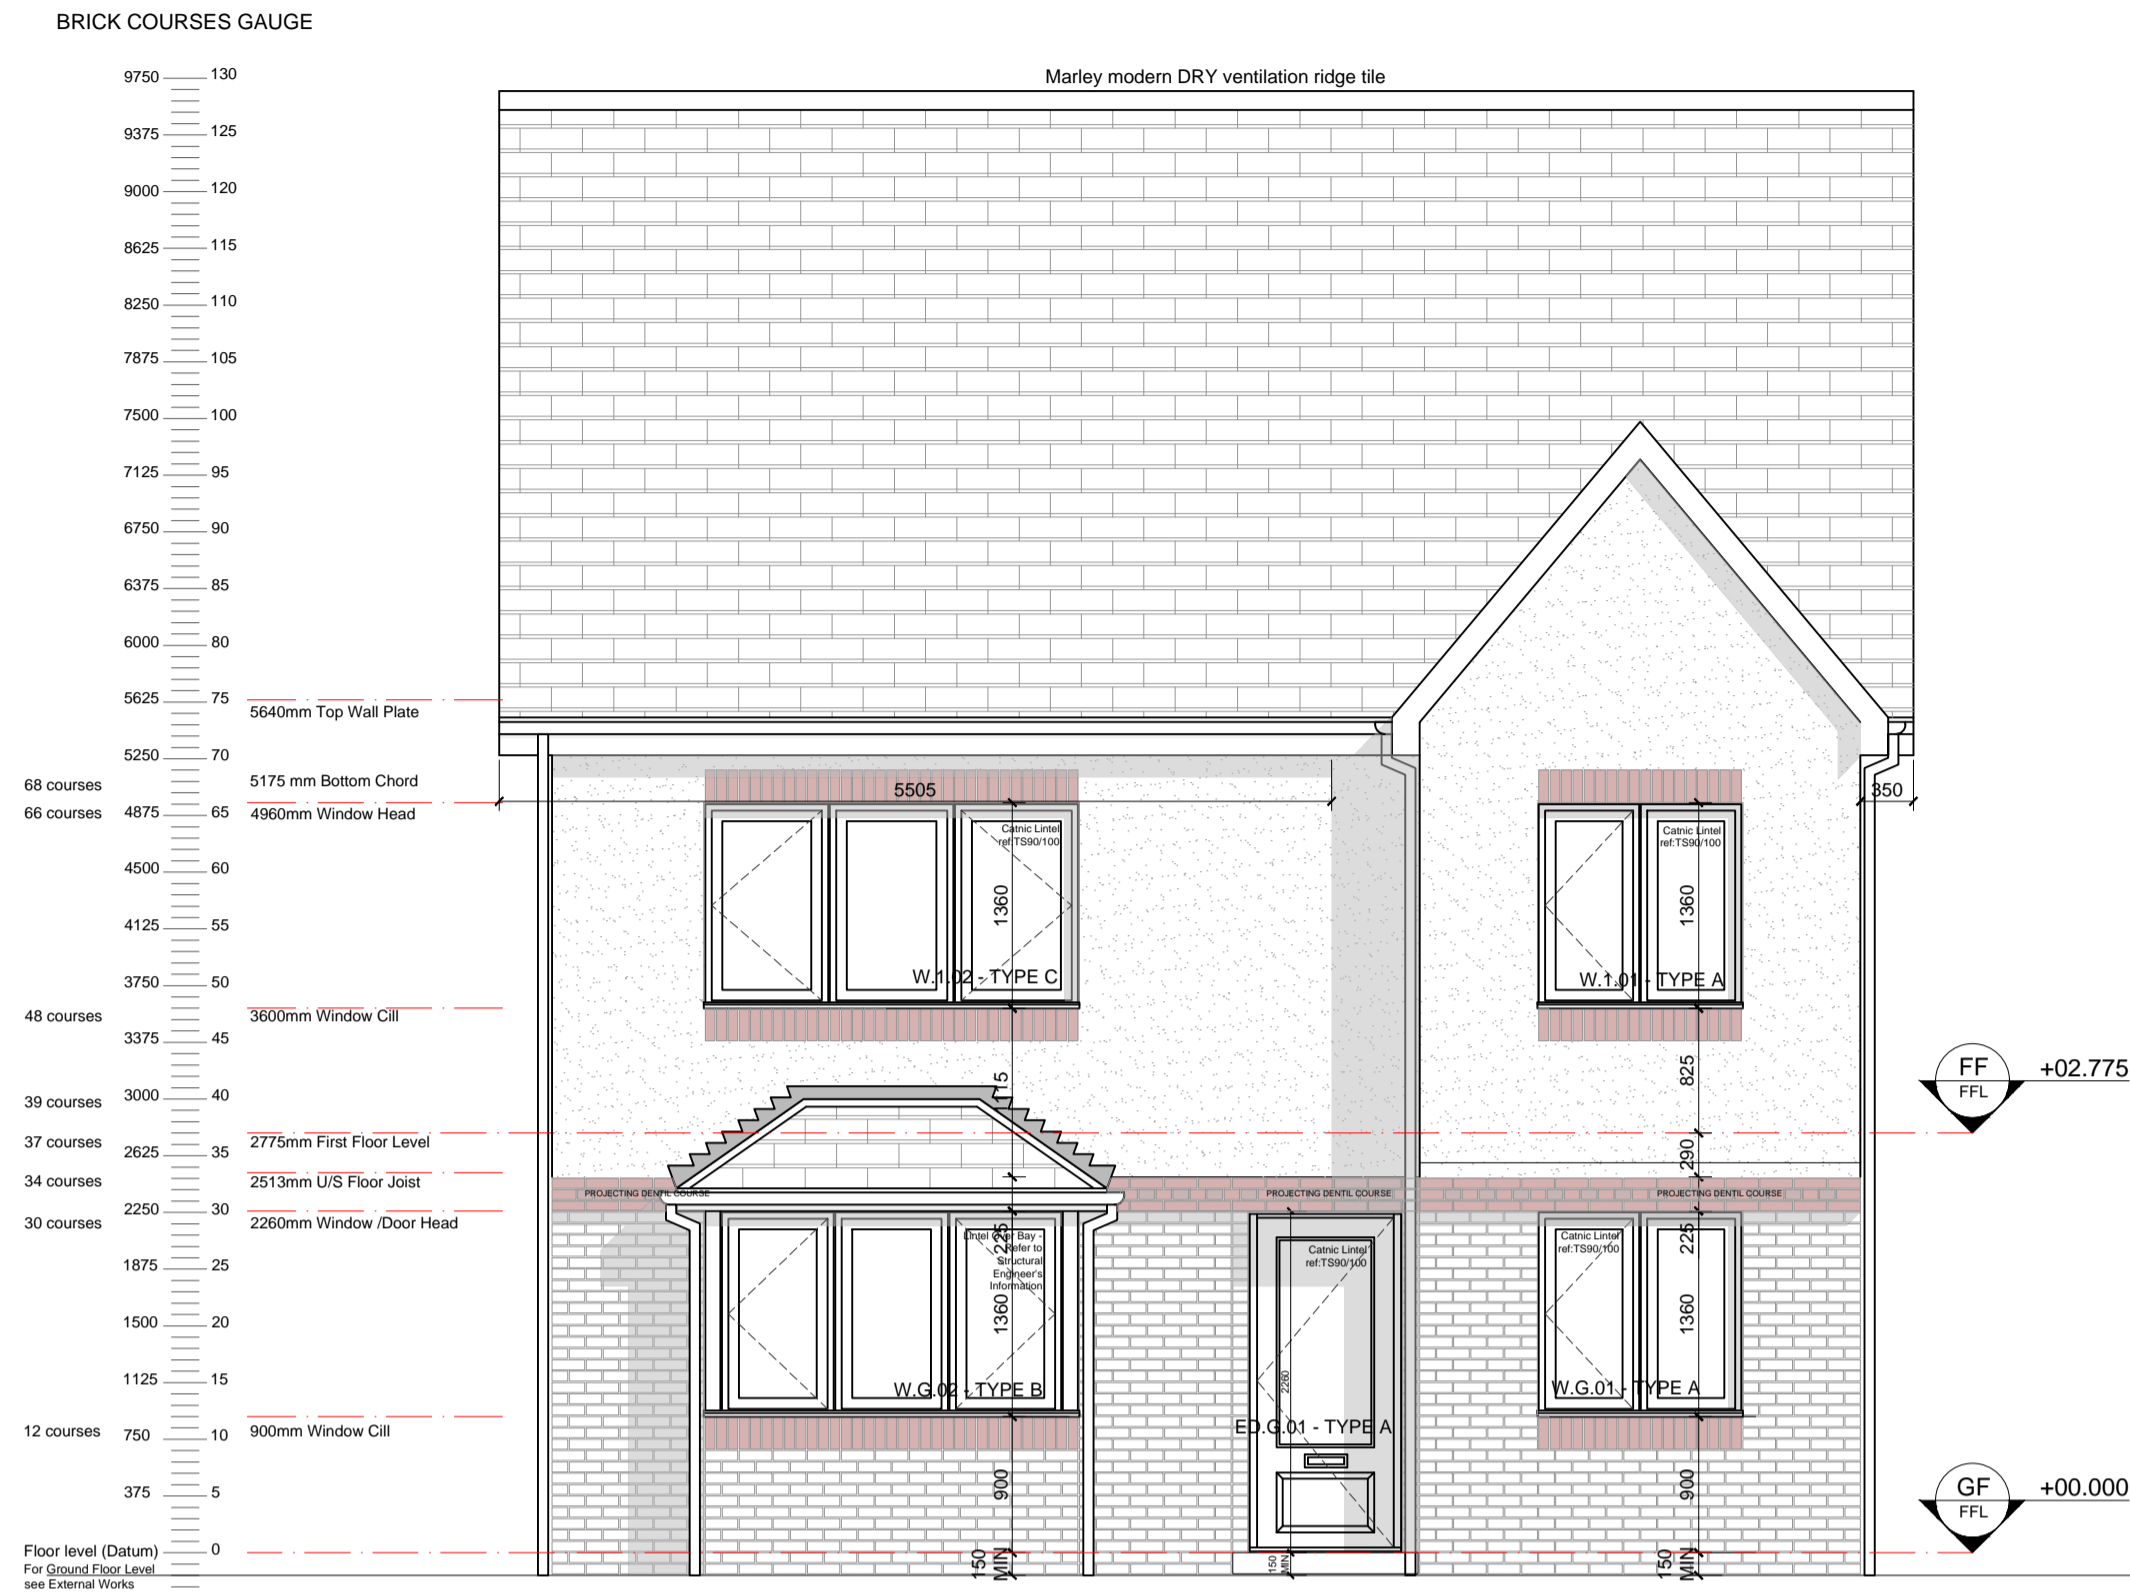 BRICK COURSES GAUGE
Marley modern DRY ventilation ridge tile
9750 130
9375 125
9000 120
8625 115
8250 110
7875 105
7500 100
7125 95
6750 90
6375 85
6000 80
5625 75
5640mm Top Wall Plate
5250 70
68 courses 5175 mm Bottom Chord
66 courses 4875 65 4960mm Window Head
4500 60
4125 55
3750 50
48 courses 3600mm Window Cill
3375 45
39 courses 3000 40
37 courses 2775mm First Floor Level
2625 35
34 courses 2513mm U/S Floor Joist
2250 30
30 courses 2260mm Window /Door Head
1875 25
1500 20
1125 15
12 courses 750 10 900mm Window Cill
375 5
Floor level (Datum) 0
For Ground Floor Level
see External Works
5505
350
Catnic Lintel
ref:TS90/100
1360
W.1.02 - TYPE C
Catnic Lintel
ref:TS90/100
1360
W.1.01 - TYPE A
825
290
FF
FFL
+02.775
PROJECTING DENTIL COURSE
PROJECTING DENTIL COURSE
PROJECTING DENTIL COURSE
225
Lintel Over Bay -
Refer to
Structural
Engineer's
Information
1360
W.G.02 - TYPE B
900
150
MIN
Catnic Lintel
ref:TS90/100
2260
ED.G.01 - TYPE A
150
MIN
Catnic Lintel
ref:TS90/100
225
1360
W.G.01 - TYPE A
900
150
MIN
GF
FFL
+00.000